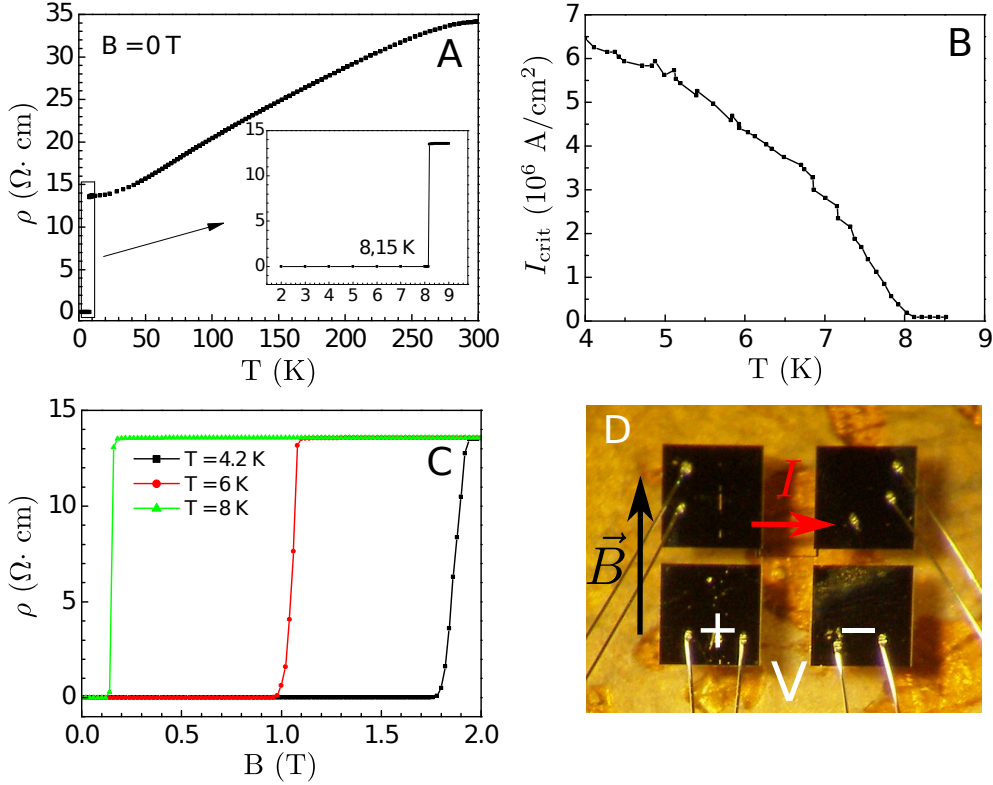 A
B = 0 T
ρ (Ω· cm)
35
30
25
20
15
10
5
0
0 50 100 150 200 250 300
T (K)
15
10
5
0
8,15 K
2 3 4 5 6 7 8 9
B
I_crit (10^6 A/cm^2)
7
6
5
4
3
2
1
0
4 5 6 7 8 9
T (K)
C
ρ (Ω· cm)
15
10
5
0
T = 4.2 K
T = 6 K
T = 8 K
0.0 0.5 1.0 1.5 2.0
B (T)
D
I
B⃗
+ −
V